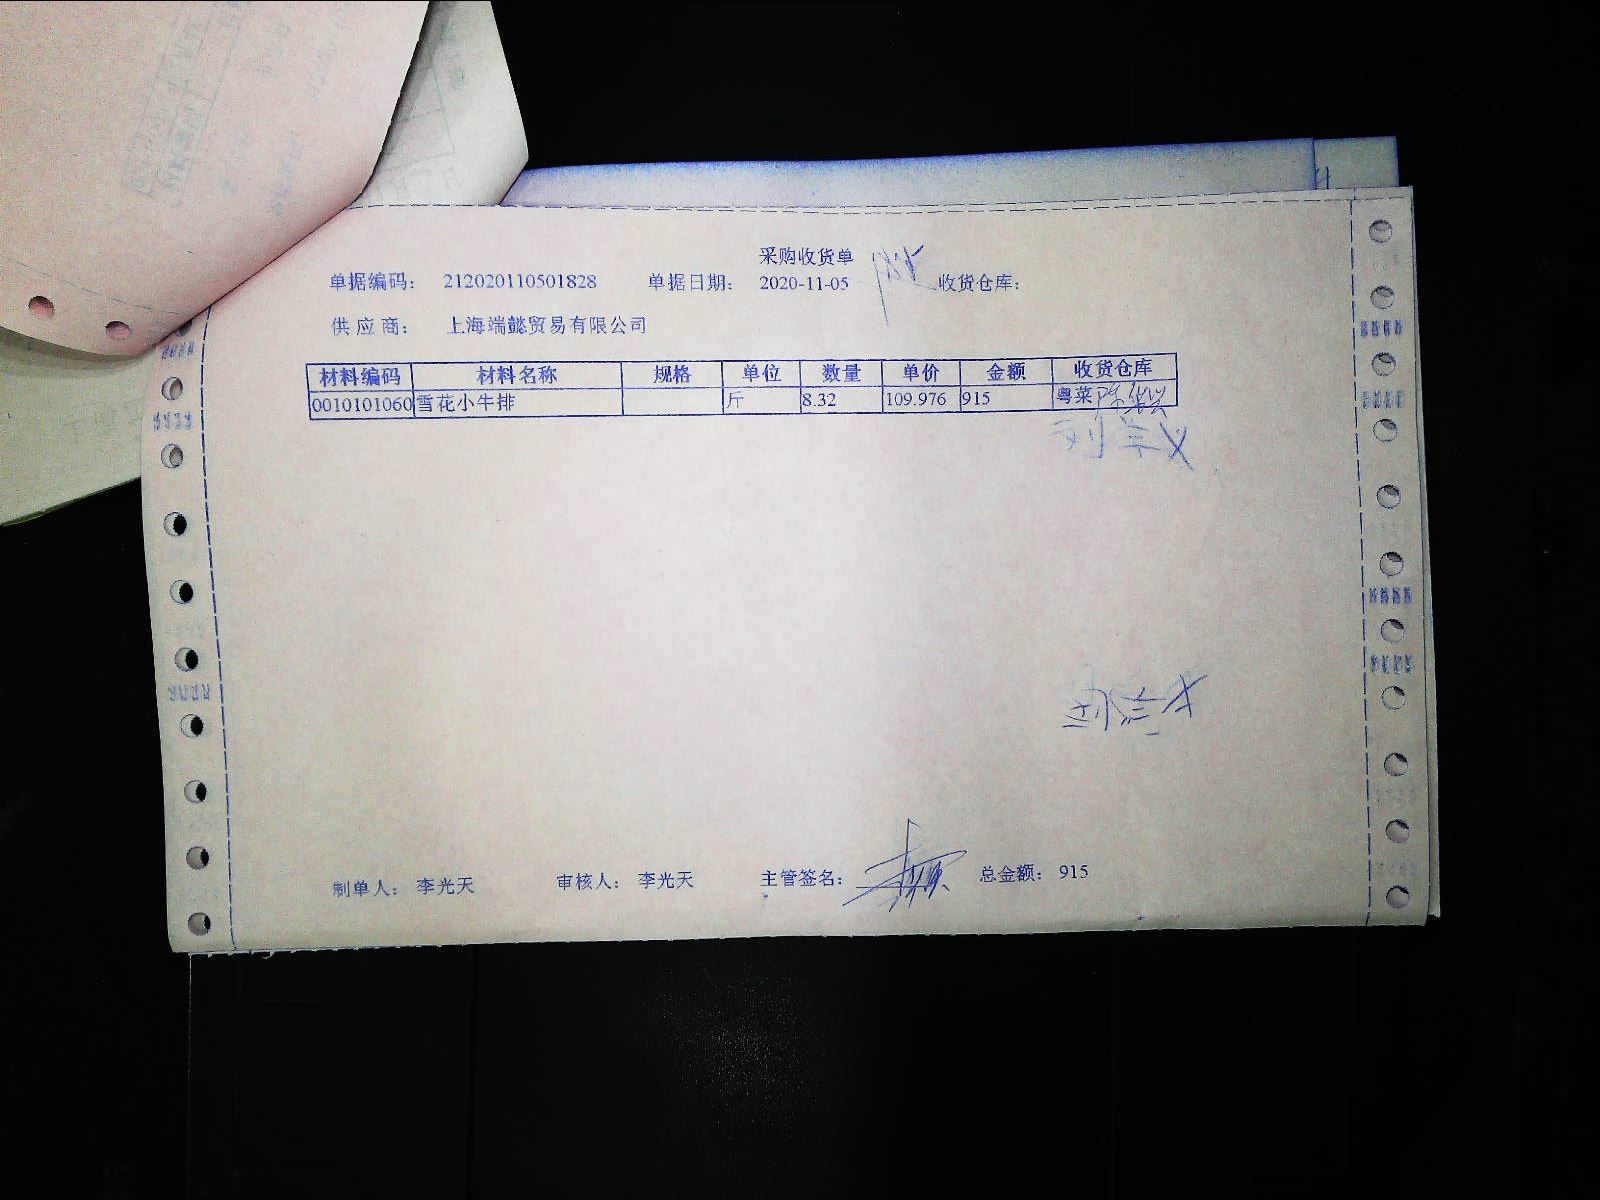 采购收货单
单据编码： 212020110501828 单据日期： 2020-11-05 收货仓库：
供应商： 上海端懿贸易有限公司
材料编码 材料名称 规格 单位 数量 单价 金额 收货仓库
0010101060 雪花小牛排 斤 8.32 109.976 915 粤菜
制单人： 李光天 审核人： 李光天 主管签名： 总金额： 915